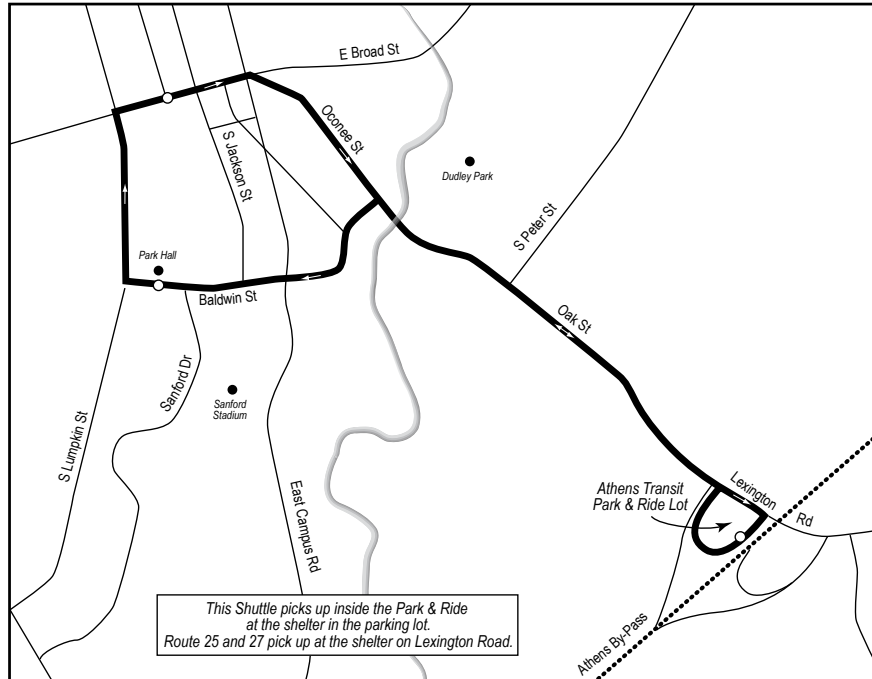 E Broad St
Oconee St
S Jackson St
Dudley Park
S Peter St
Park Hall
Baldwin St
Oak St
Sanford Dr
Sanford
Stadium
S Lumpkin St
East Campus Rd
Lexington
Rd
Athens Transit
Park & Ride Lot
Athens By-Pass
This Shuttle picks up inside the Park & Ride
at the shelter in the parking lot.
Route 25 and 27 pick up at the shelter on Lexington Road.